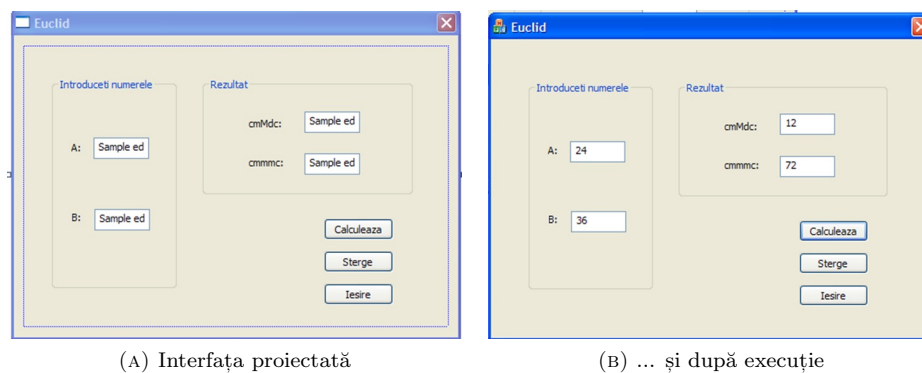 Euclid
Introduceti numerele
Rezultat
cmMdc: Sample ed
A: Sample ed
cmmmc: Sample ed
B: Sample ed
Calculeaza
Sterge
Iesire
(A) Interfața proiectată
Euclid
Introduceti numerele
Rezultat
cmMdc: 12
A: 24
cmmmc: 72
B: 36
Calculeaza
Sterge
Iesire
(B) ... și după execuție